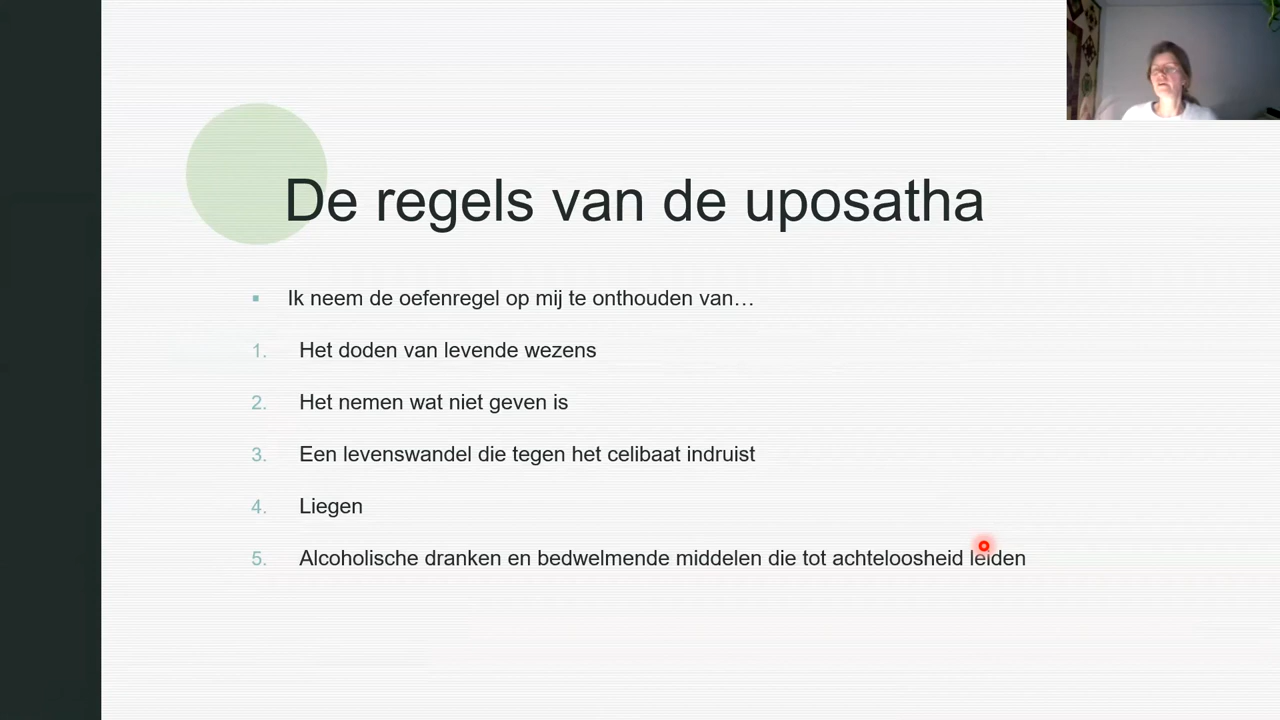 De regels van de uposatha
▪ Ik neem de oefenregel op mij te onthouden van…
1. Het doden van levende wezens
2. Het nemen wat niet geven is
3. Een levenswandel die tegen het celibaat indruist
4. Liegen
5. Alcoholische dranken en bedwelmende middelen die tot achteloosheid leiden